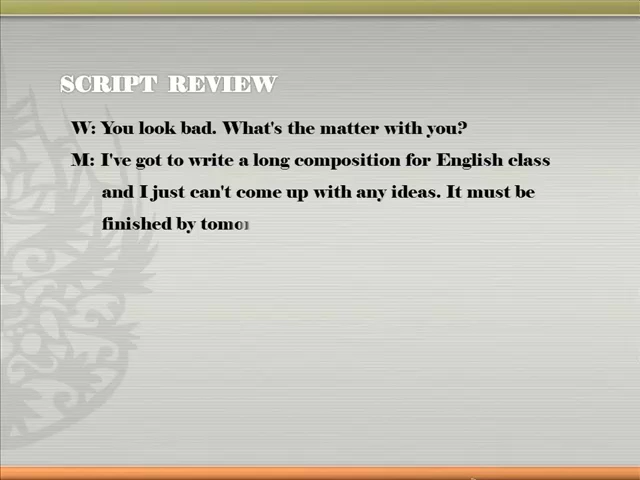 SCRIPT REVIEW
W: You look bad. What's the matter with you?
M: I've got to write a long composition for English class
and I just can't come up with any ideas. It must be
finished by tomor